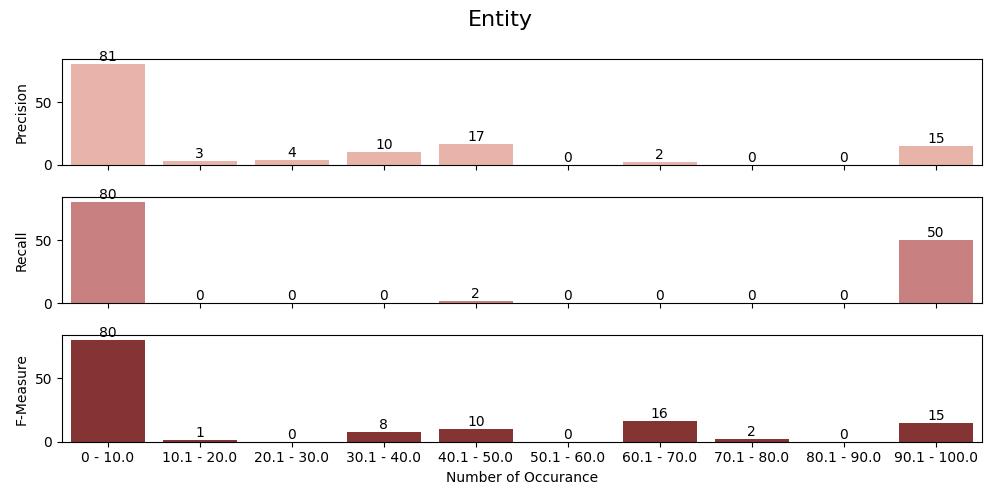 Entity
Precision
50
0
81
3
4
10
17
0
2
0
0
15
Recall
50
0
80
0
0
0
2
0
0
0
0
50
F-Measure
50
0
80
1
0
8
10
0
16
2
0
15
0 - 10.0
10.1 - 20.0
20.1 - 30.0
30.1 - 40.0
40.1 - 50.0
50.1 - 60.0
60.1 - 70.0
70.1 - 80.0
80.1 - 90.0
90.1 - 100.0
Number of Occurance